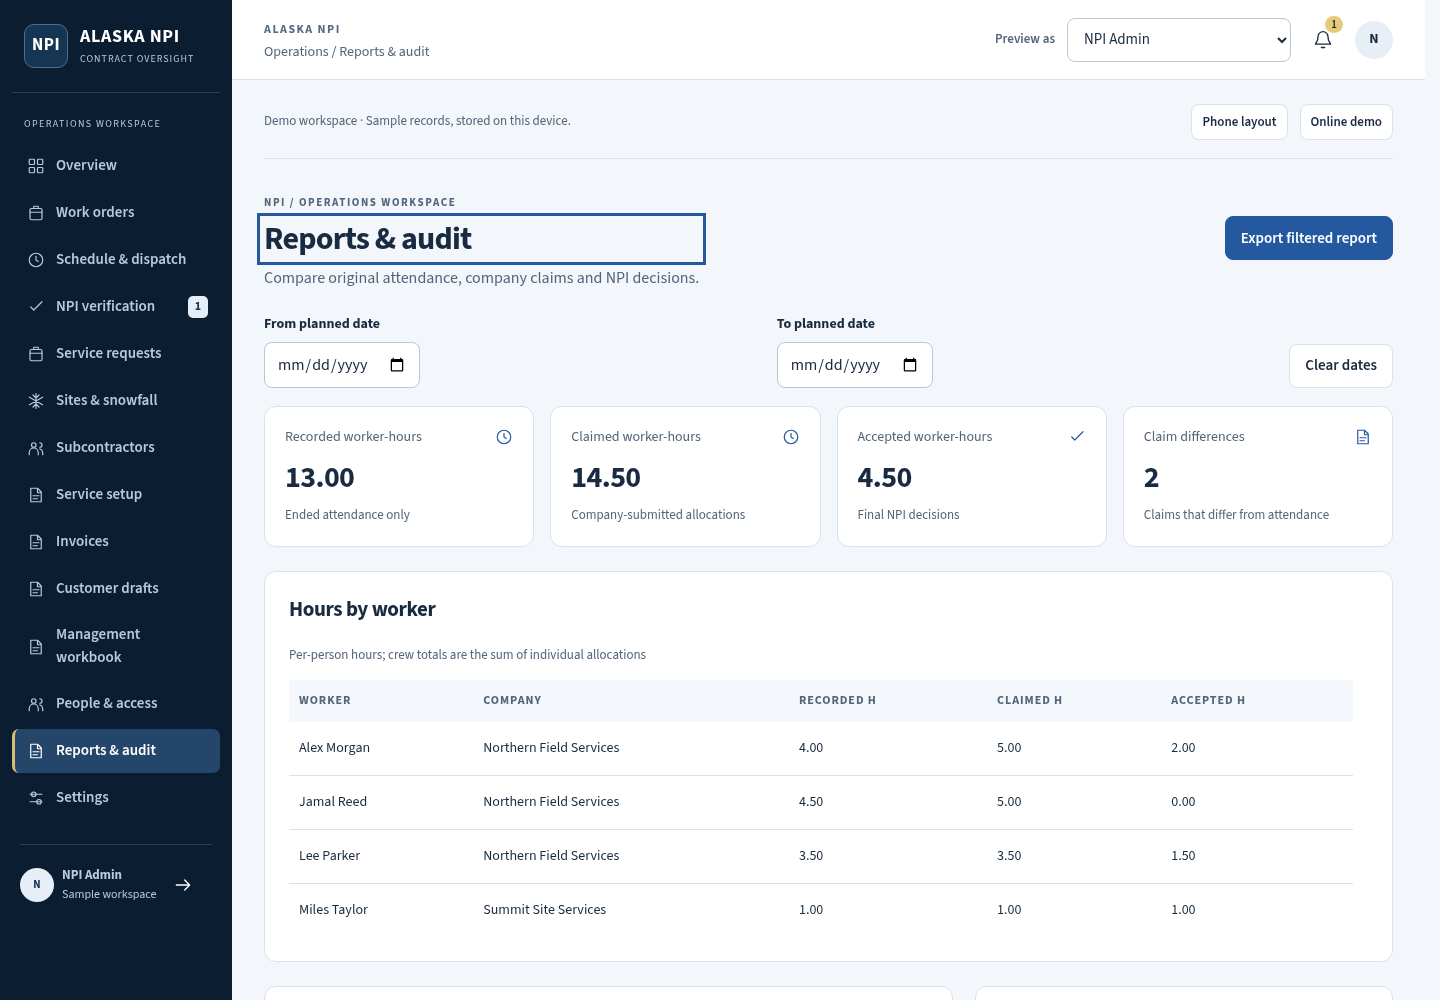 NPI
ALASKA NPI
CONTRACT OVERSIGHT
OPERATIONS WORKSPACE
Overview
Work orders
Schedule & dispatch
NPI verification
1
Service requests
Sites & snowfall
Subcontractors
Service setup
Invoices
Customer drafts
Management
workbook
People & access
Reports & audit
Settings
N
NPI Admin
Sample workspace
ALASKA NPI
Operations / Reports & audit
Preview as
NPI Admin
1
N
Demo workspace · Sample records, stored on this device.
Phone layout
Online demo
NPI / OPERATIONS WORKSPACE
Reports & audit
Compare original attendance, company claims and NPI decisions.
Export filtered report
From planned date
mm/dd/yyyy
To planned date
mm/dd/yyyy
Clear dates
Recorded worker-hours
13.00
Ended attendance only
Claimed worker-hours
14.50
Company-submitted allocations
Accepted worker-hours
4.50
Final NPI decisions
Claim differences
2
Claims that differ from attendance
Hours by worker
Per-person hours; crew totals are the sum of individual allocations
WORKER COMPANY RECORDED H CLAIMED H ACCEPTED H
Alex Morgan Northern Field Services 4.00 5.00 2.00
Jamal Reed Northern Field Services 4.50 5.00 0.00
Lee Parker Northern Field Services 3.50 3.50 1.50
Miles Taylor Summit Site Services 1.00 1.00 1.00